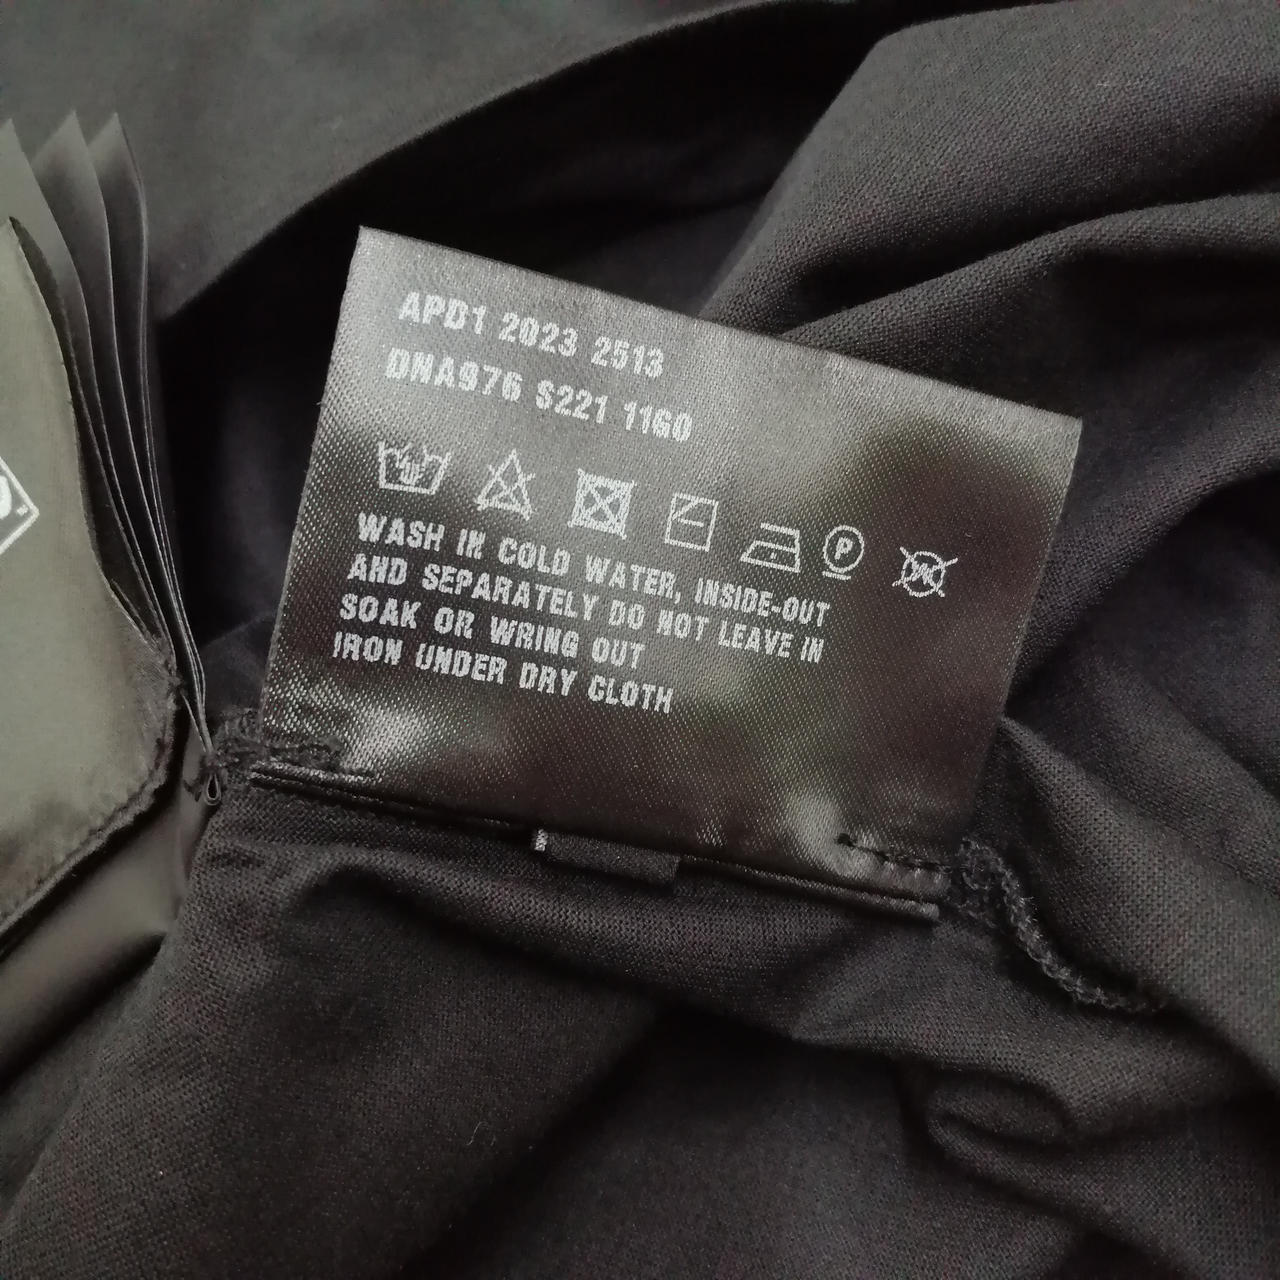 APD1 2023 2513
DNA976 S221 1160
P
WASH IN COLD WATER, INSIDE-OUT
AND SEPARATELY DO NOT LEAVE IN
SOAK OR WRING OUT
IRON UNDER DRY CLOTH